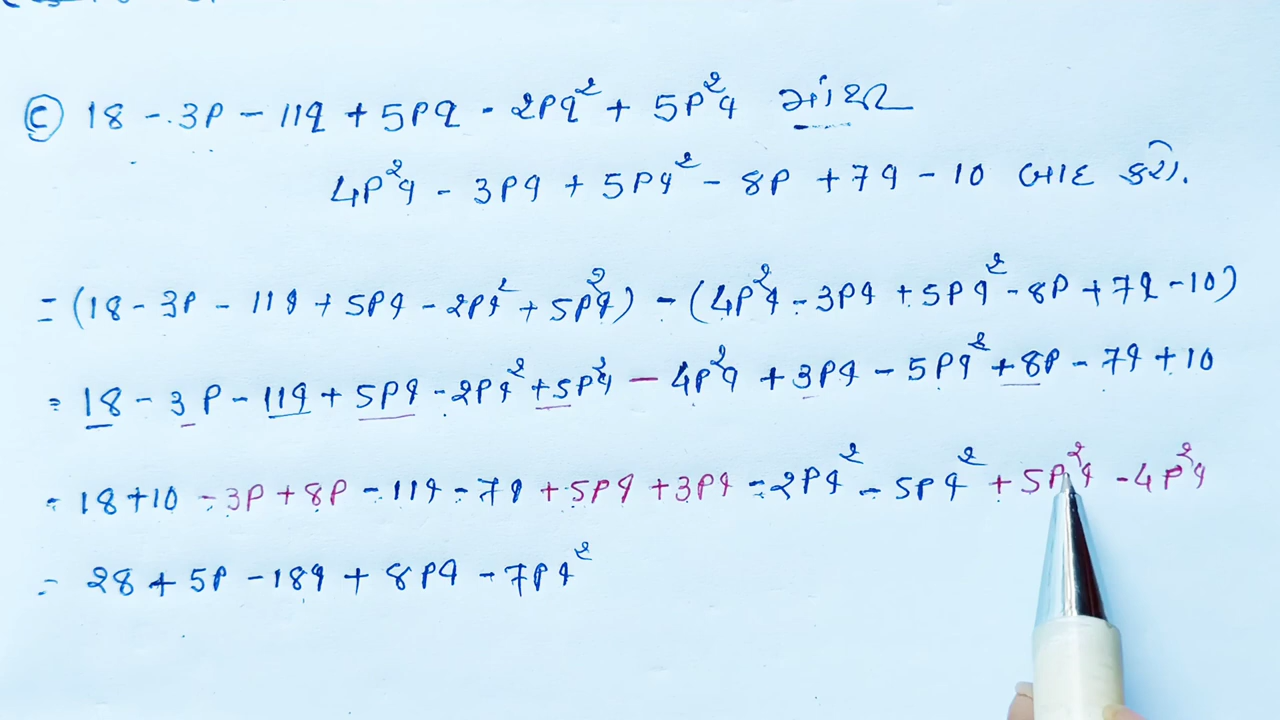 (C) 18 - 3p - 11q + 5pq - 2pq² + 5p²q માંથી
4p²q - 3pq + 5pq² - 8p + 7q - 10 બાદ કરો.
= (18 - 3p - 11q + 5pq - 2pq² + 5p²q) - (4p²q - 3pq + 5pq² - 8p + 7q - 10)
= 18 - 3p - 11q + 5pq - 2pq² + 5p²q - 4p²q + 3pq - 5pq² + 8p - 7q + 10
= 18 + 10 - 3p + 8p - 11q - 7q + 5pq + 3pq - 2pq² - 5pq² + 5p²q - 4p²q
= 28 + 5p - 18q + 8pq - 7pq²